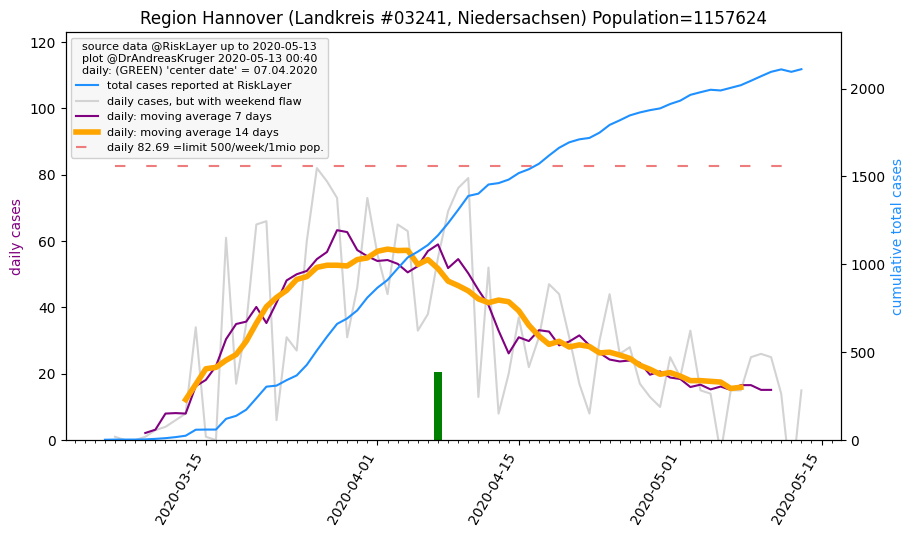 Region Hannover (Landkreis #03241, Niedersachsen) Population=1157624
source data @RiskLayer up to 2020-05-13
plot @DrAndreasKruger 2020-05-13 00:40
daily: (GREEN) 'center date' = 07.04.2020
total cases reported at RiskLayer
daily cases, but with weekend flaw
daily: moving average 7 days
daily: moving average 14 days
daily 82.69 =limit 500/week/1mio pop.
daily cases
120
100
80
60
40
20
0
cumulative total cases
2000
1500
1000
500
0
2020-03-15
2020-04-01
2020-04-15
2020-05-01
2020-05-15